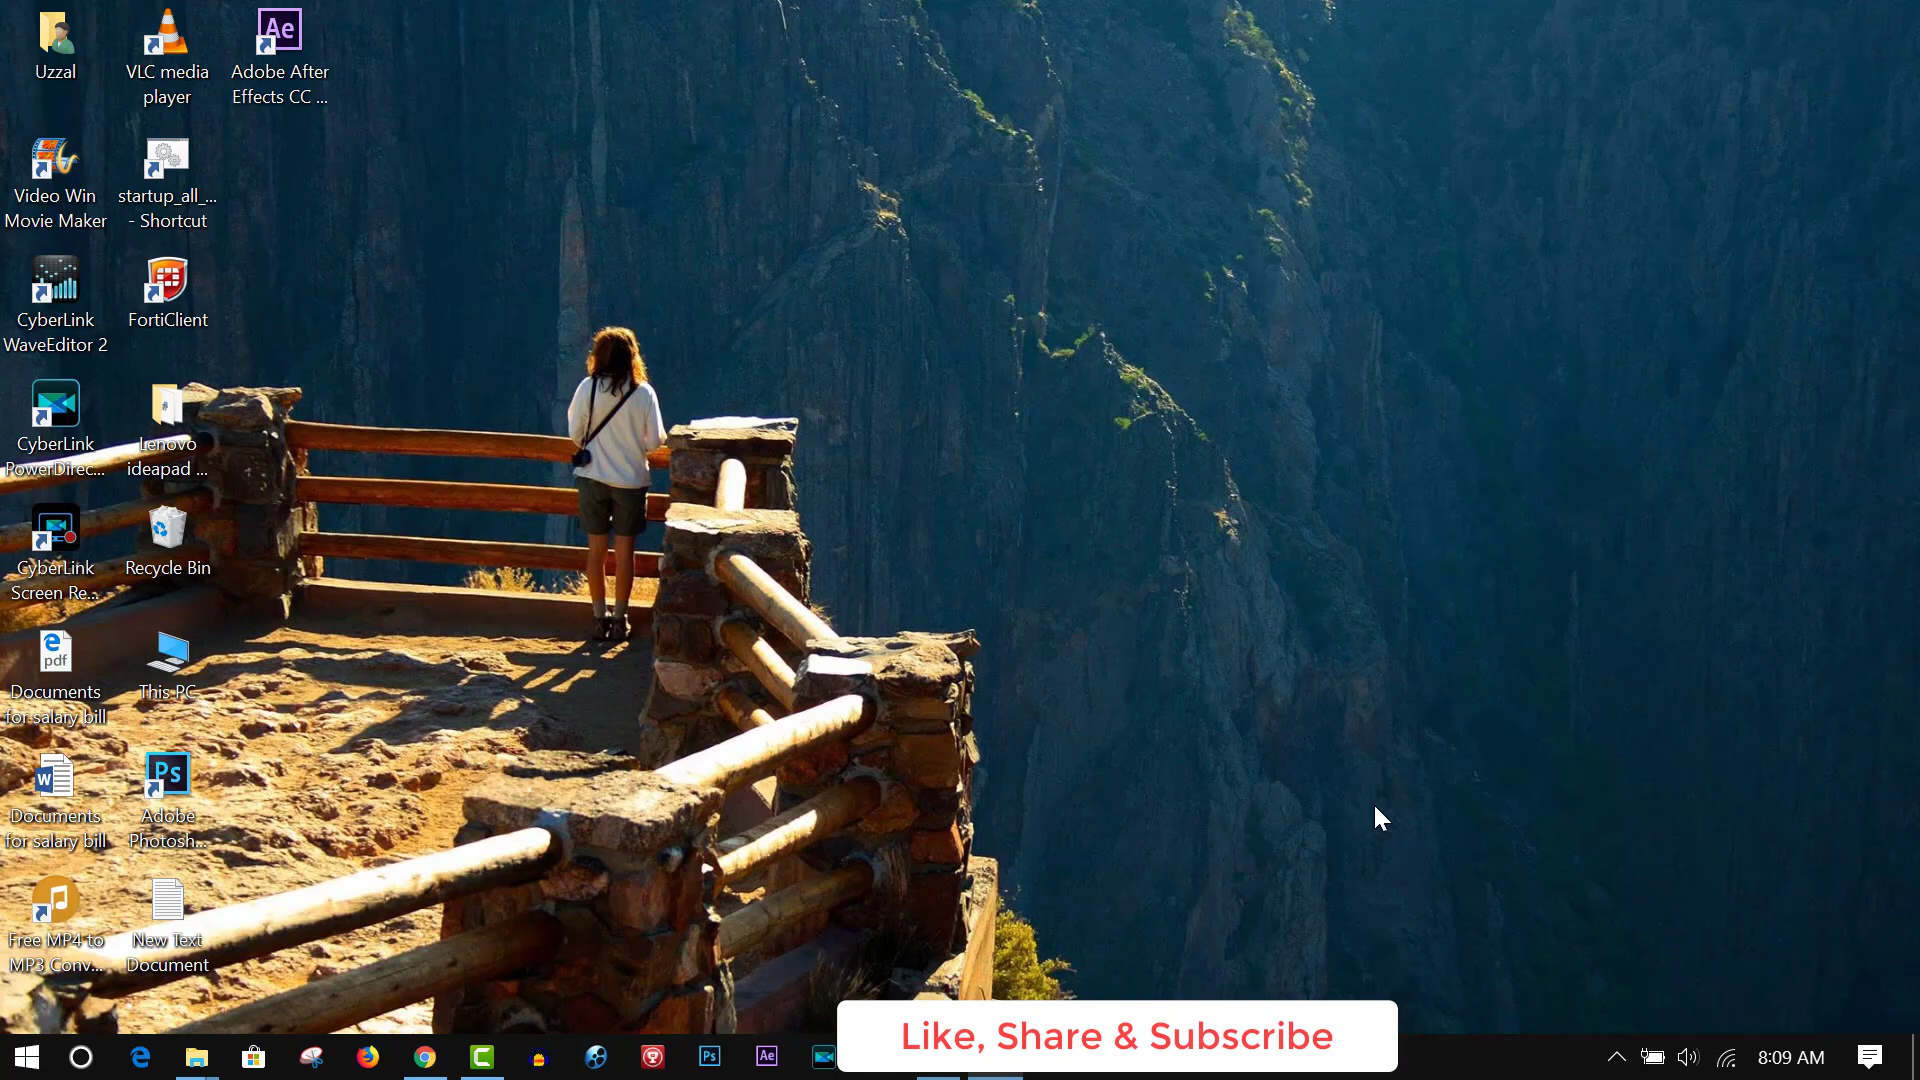 Uzzal
VLC media
player
Ae
Adobe After
Effects CC ...
Video Win
Movie Maker
startup_all_...
- Shortcut
CyberLink
WaveEditor 2
FortiClient
CyberLink
PowerDirec...
Lenovo
ideapad ...
CyberLink
Screen Re...
Recycle Bin
pdf
Documents
for salary bill
This PC
W
Documents
for salary bill
Ps
Adobe
Photosh...
Free MP4 to
MP3 Conv...
New Text
Document
Like, Share & Subscribe
Ps
Ae
8:09 AM